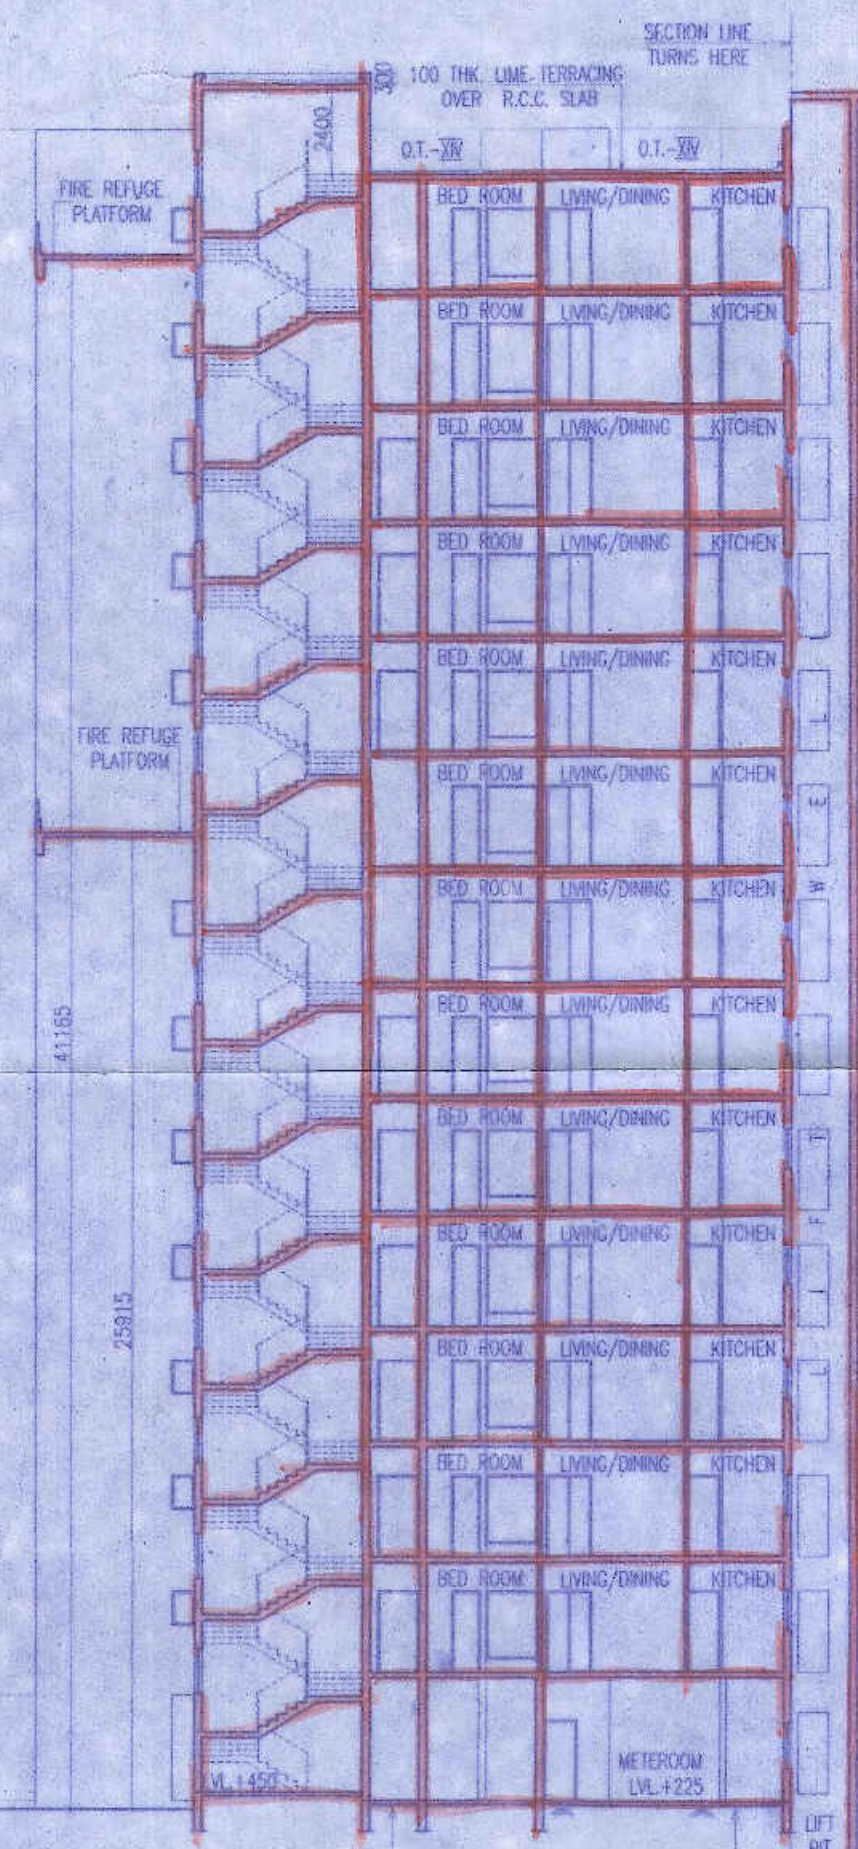 SECTION LINE
TURNS HERE
300
100 THK. LIME TERRACING
OVER R.C.C. SLAB
2400
O.T.-XIV
O.T.-XIV
FIRE REFUGE
PLATFORM
BED ROOM LIVING/DINING KITCHEN
BED ROOM LIVING/DINING KITCHEN
BED ROOM LIVING/DINING KITCHEN
BED ROOM LIVING/DINING KITCHEN
BED ROOM LIVING/DINING KITCHEN
FIRE REFUGE
PLATFORM
BED ROOM LIVING/DINING KITCHEN
BED ROOM LIVING/DINING KITCHEN
BED ROOM LIVING/DINING KITCHEN
BED ROOM LIVING/DINING KITCHEN
BED ROOM LIVING/DINING KITCHEN
BED ROOM LIVING/DINING KITCHEN
BED ROOM LIVING/DINING KITCHEN
BED ROOM LIVING/DINING KITCHEN
LIFT WELL
41165
25915
METEROOM
LVL.+225
VL.+450
LIFT
PIT